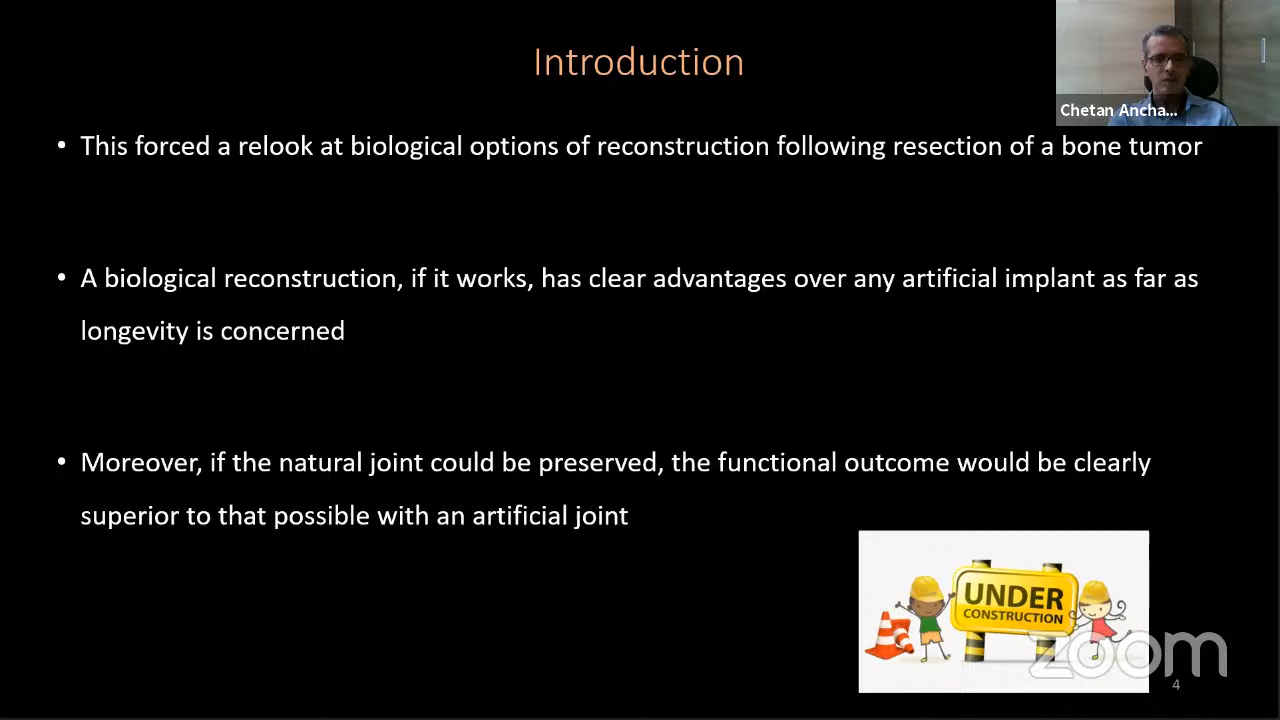 Introduction
Chetan Ancha...
• This forced a relook at biological options of reconstruction following resection of a bone tumor
• A biological reconstruction, if it works, has clear advantages over any artificial implant as far as
longevity is concerned
• Moreover, if the natural joint could be preserved, the functional outcome would be clearly
superior to that possible with an artificial joint
UNDER
CONSTRUCTION
zoom
4